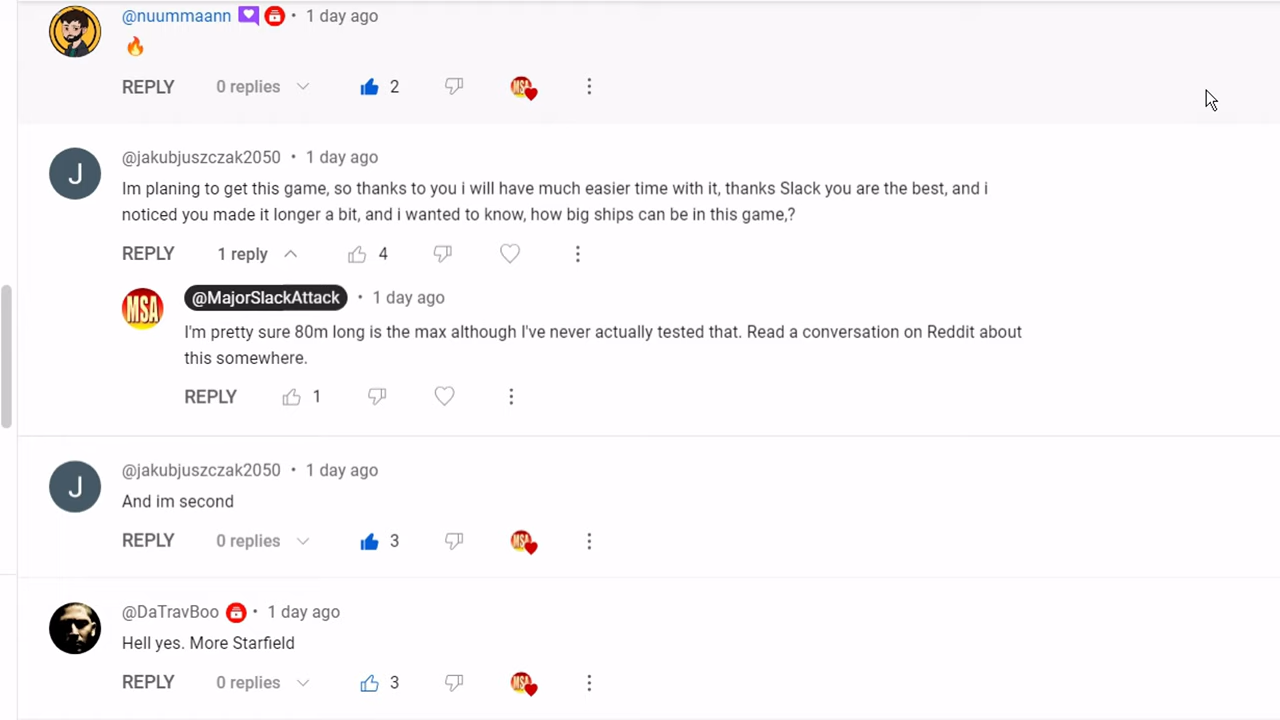 @nuummaann • 1 day ago
🔥
REPLY 0 replies 2
J
@jakubjuszczak2050 • 1 day ago
Im planing to get this game, so thanks to you i will have much easier time with it, thanks Slack you are the best, and i
noticed you made it longer a bit, and i wanted to know, how big ships can be in this game,?
REPLY 1 reply 4
MSA
@MajorSlackAttack • 1 day ago
I'm pretty sure 80m long is the max although I've never actually tested that. Read a conversation on Reddit about
this somewhere.
REPLY 1
J
@jakubjuszczak2050 • 1 day ago
And im second
REPLY 0 replies 3
@DaTravBoo • 1 day ago
Hell yes. More Starfield
REPLY 0 replies 3